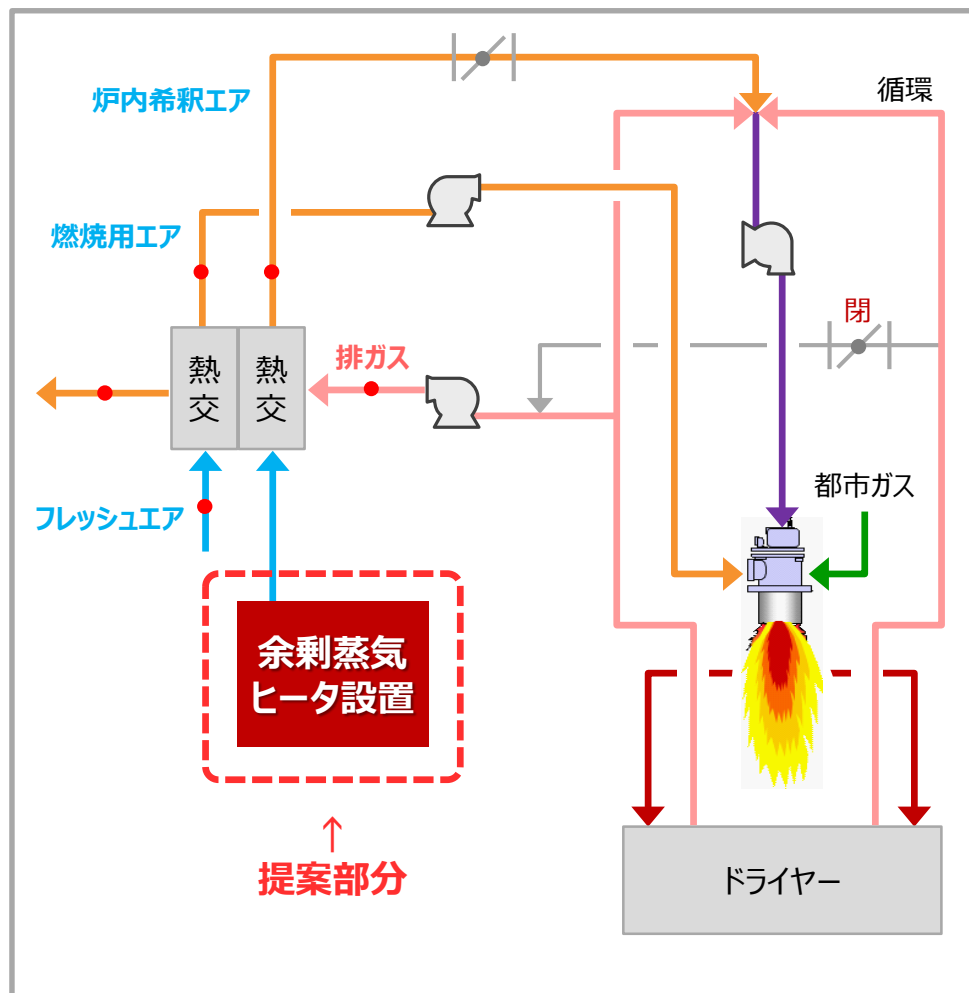 炉内希釈エア
循環
燃焼用エア
閉
排ガス
熱
交
熱
交
都市ガス
フレッシュエア
余剰蒸気
ヒータ設置
↑
提案部分
ドライヤー